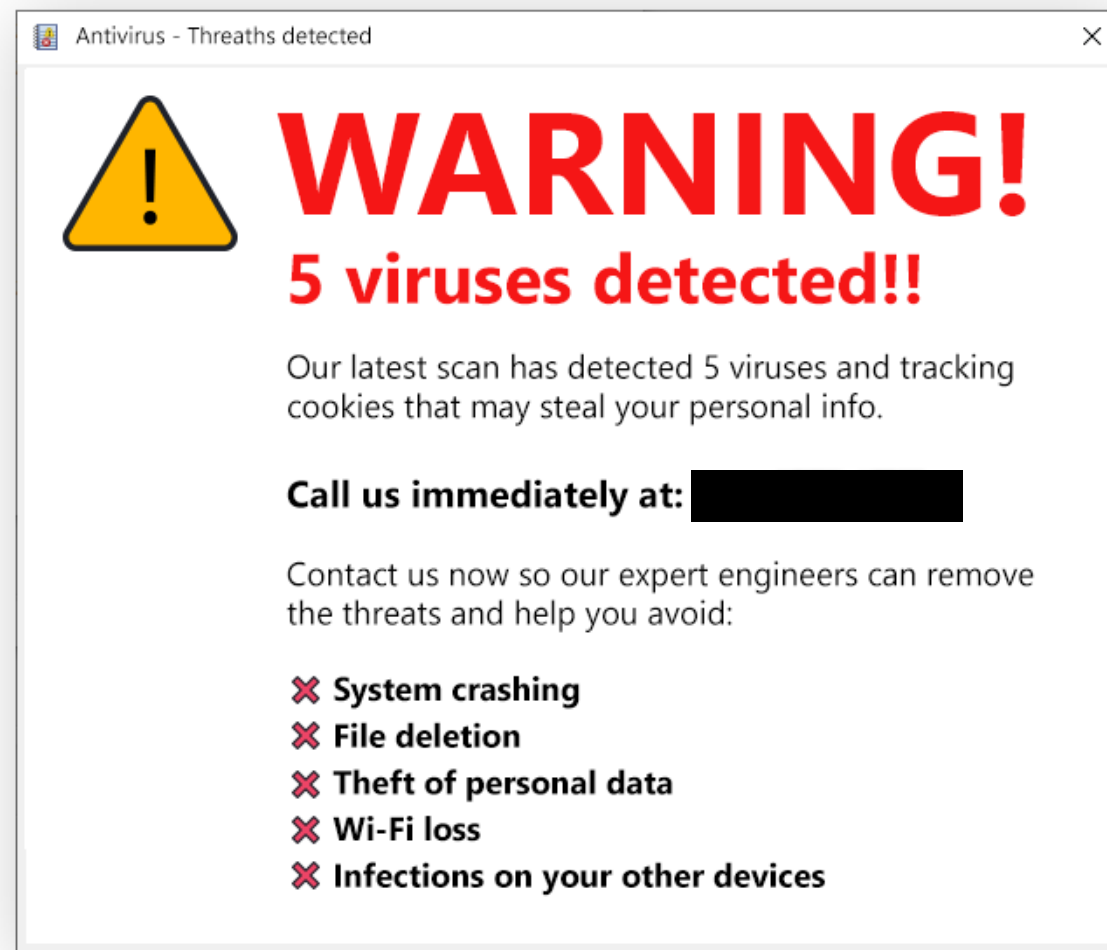 Antivirus - Threaths detected
WARNING!
5 viruses detected!!
Our latest scan has detected 5 viruses and tracking
cookies that may steal your personal info.
Call us immediately at:
Contact us now so our expert engineers can remove
the threats and help you avoid:
System crashing
File deletion
Theft of personal data
Wi-Fi loss
Infections on your other devices